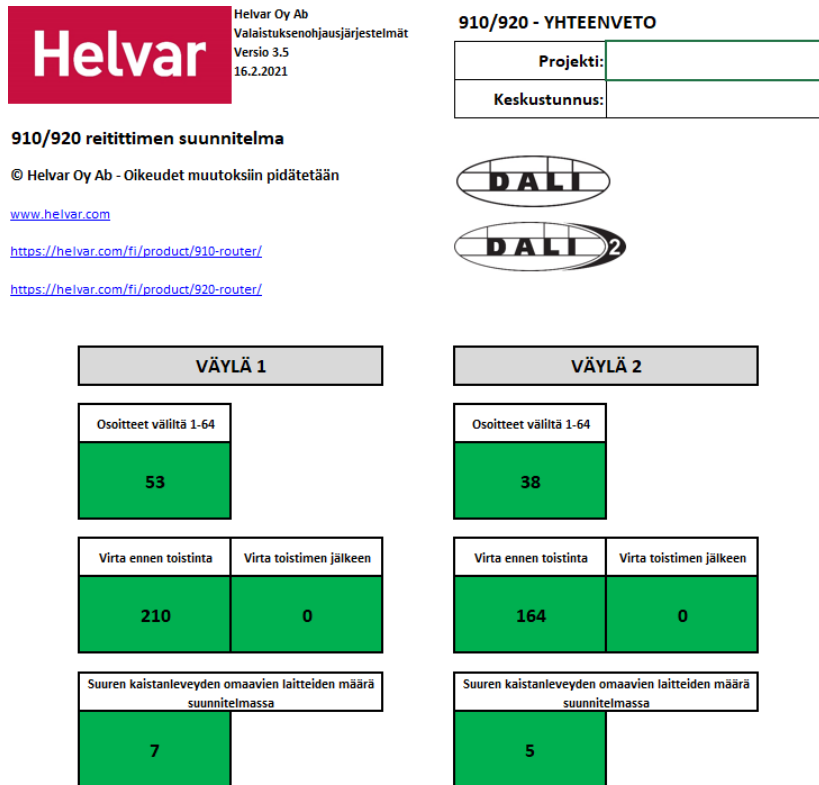 Helvar
Helvar Oy Ab
Valaistuksenohjausjärjestelmät
Versio 3.5
16.2.2021
910/920 - YHTEENVETO
Projekti:
Keskustunnus:
910/920 reitittimen suunnitelma
© Helvar Oy Ab - Oikeudet muutoksiin pidätetään
www.helvar.com
https://helvar.com/fi/product/910-router/
https://helvar.com/fi/product/920-router/
DALI
DALI 2
VÄYLÄ 1
Osoitteet väliltä 1-64
53
Virta ennen toistinta
Virta toistimen jälkeen
210
0
Suuren kaistanleveyden omaavien laitteiden määrä
suunnitelmassa
7
VÄYLÄ 2
Osoitteet väliltä 1-64
38
Virta ennen toistinta
Virta toistimen jälkeen
164
0
Suuren kaistanleveyden omaavien laitteiden määrä
suunnitelmassa
5